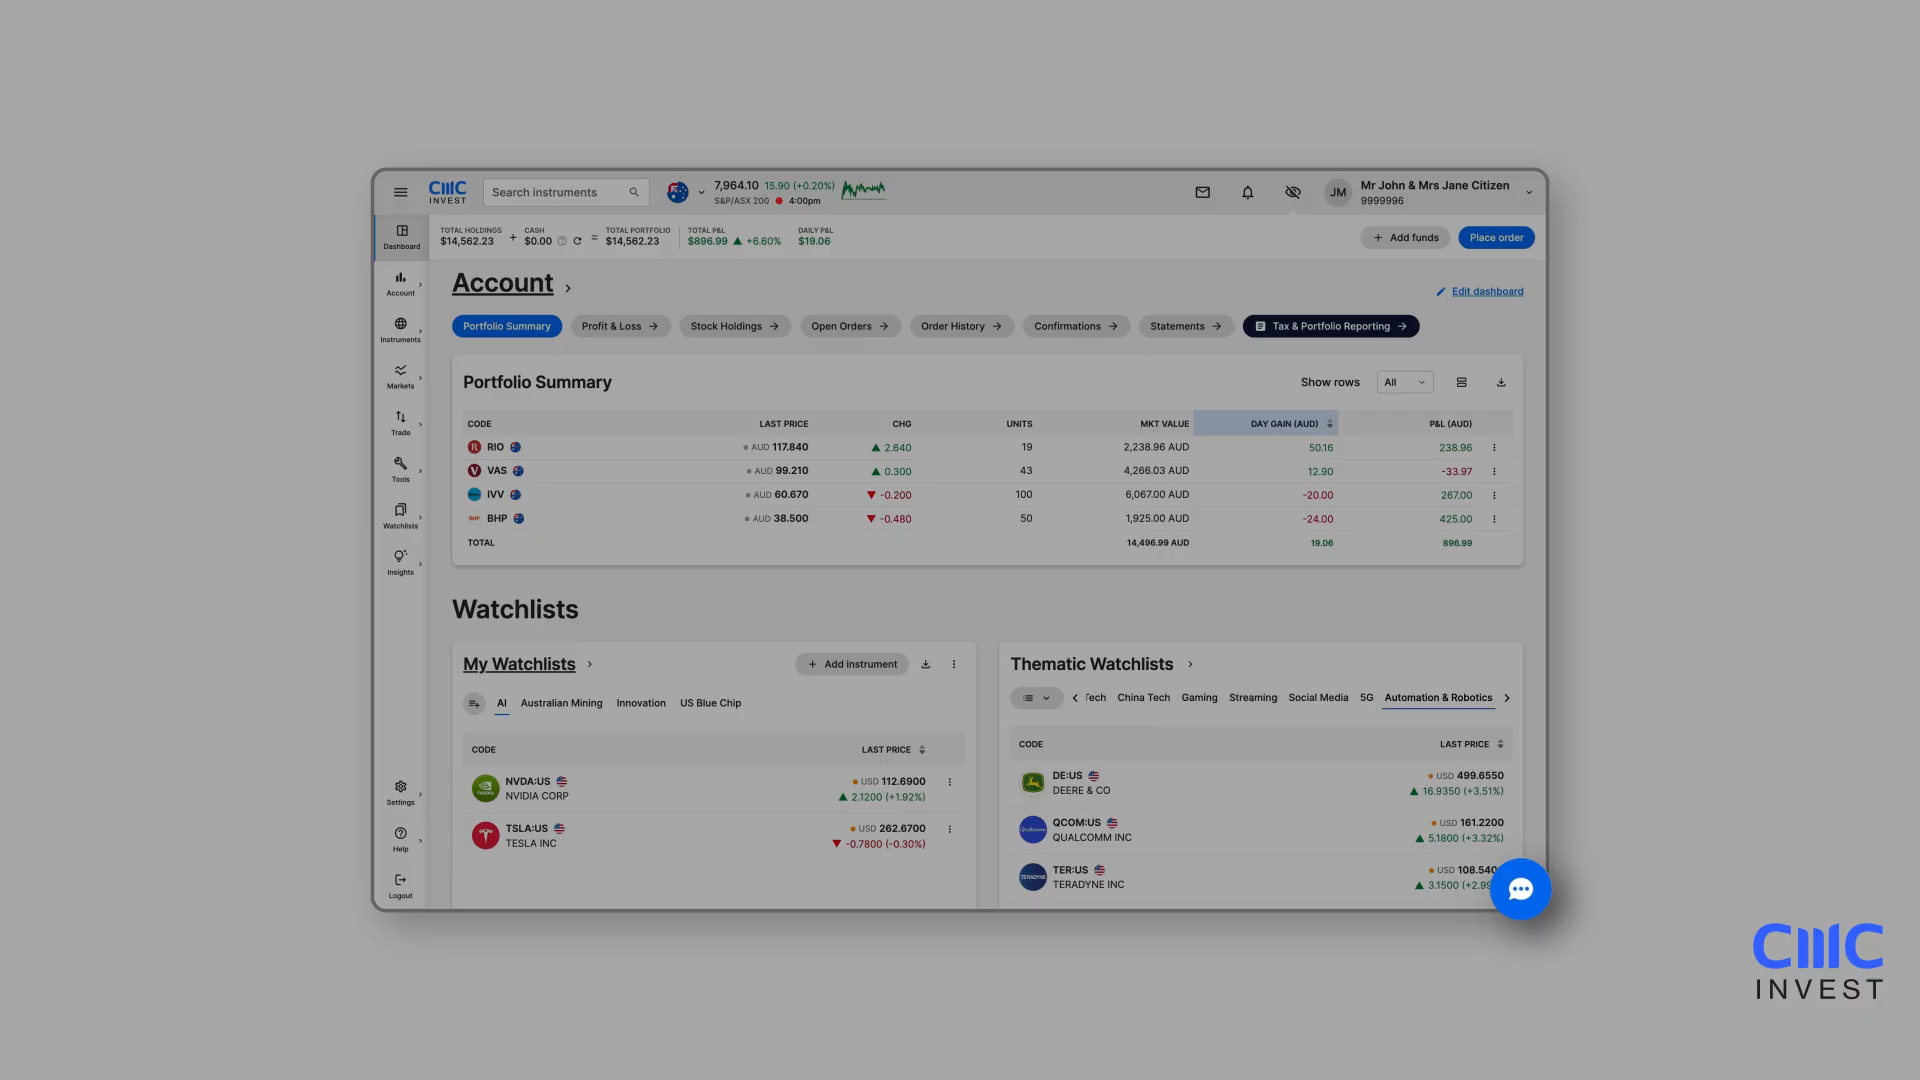 CMC INVEST
Search instruments
7,964.10 15.90 (+0.20%)
S&P/ASX 200 4:00pm
JM
Mr John & Mrs Jane Citizen
9999996
Dashboard
Account
Instruments
Markets
Trade
Tools
Watchlists
Insights
Settings
Help
Logout
TOTAL HOLDINGS
$14,562.23
+
CASH
$0.00
=
TOTAL PORTFOLIO
$14,562.23
TOTAL P&L
$896.99 ▲ +6.60%
DAILY P&L
$19.06
+ Add funds
Place order
Account
Edit dashboard
Portfolio Summary
Profit & Loss
Stock Holdings
Open Orders
Order History
Confirmations
Statements
Tax & Portfolio Reporting
Portfolio Summary
Show rows All
CODE LAST PRICE CHG UNITS MKT VALUE DAY GAIN (AUD) P&L (AUD)
RIO AUD 117.840 ▲ 2.640 19 2,238.96 AUD 50.16 238.96
VAS AUD 99.210 ▲ 0.300 43 4,266.03 AUD 12.90 -33.97
IVV AUD 60.670 ▼ -0.200 100 6,067.00 AUD -20.00 267.00
BHP BHP AUD 38.500 ▼ -0.480 50 1,925.00 AUD -24.00 425.00
TOTAL 14,496.99 AUD 19.06 896.99
Watchlists
My Watchlists
+ Add instrument
AI Australian Mining Innovation US Blue Chip
CODE LAST PRICE
NVDA:US USD 112.6900
NVIDIA CORP ▲ 2.1200 (+1.92%)
TSLA:US USD 262.6700
TESLA INC ▼ -0.7800 (-0.30%)
Thematic Watchlists
Tech China Tech Gaming Streaming Social Media 5G Automation & Robotics
CODE LAST PRICE
DE:US USD 499.6550
DEERE & CO ▲ 16.9350 (+3.51%)
QCOM:US USD 161.2200
QUALCOMM INC ▲ 5.1800 (+3.32%)
TER:US USD 108.540
TERADYNE INC ▲ 3.1500 (+2.99
CMC
INVEST